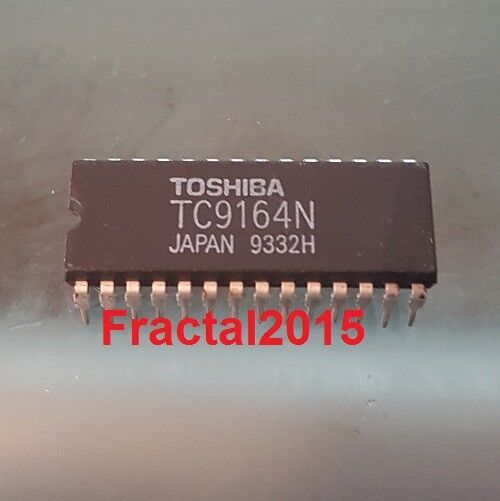 TOSHIBA
TC9164N
JAPAN 9332H
Fractal2015